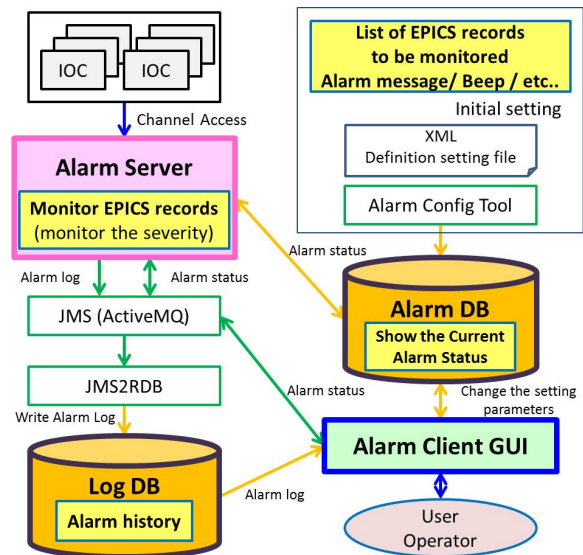 IOC
IOC
Channel Access
Alarm Server
Monitor EPICS records
(monitor the severity)
Alarm log
Alarm status
JMS (ActiveMQ)
JMS2RDB
Write Alarm Log
Log DB
Alarm history
List of EPICS records
to be monitored
Alarm message/ Beep / etc..
Initial setting
XML
Definition setting file
Alarm Config Tool
Alarm status
Alarm DB
Show the Current
Alarm Status
Alarm status
Change the setting
parameters
Alarm Client GUI
Alarm log
User
Operator